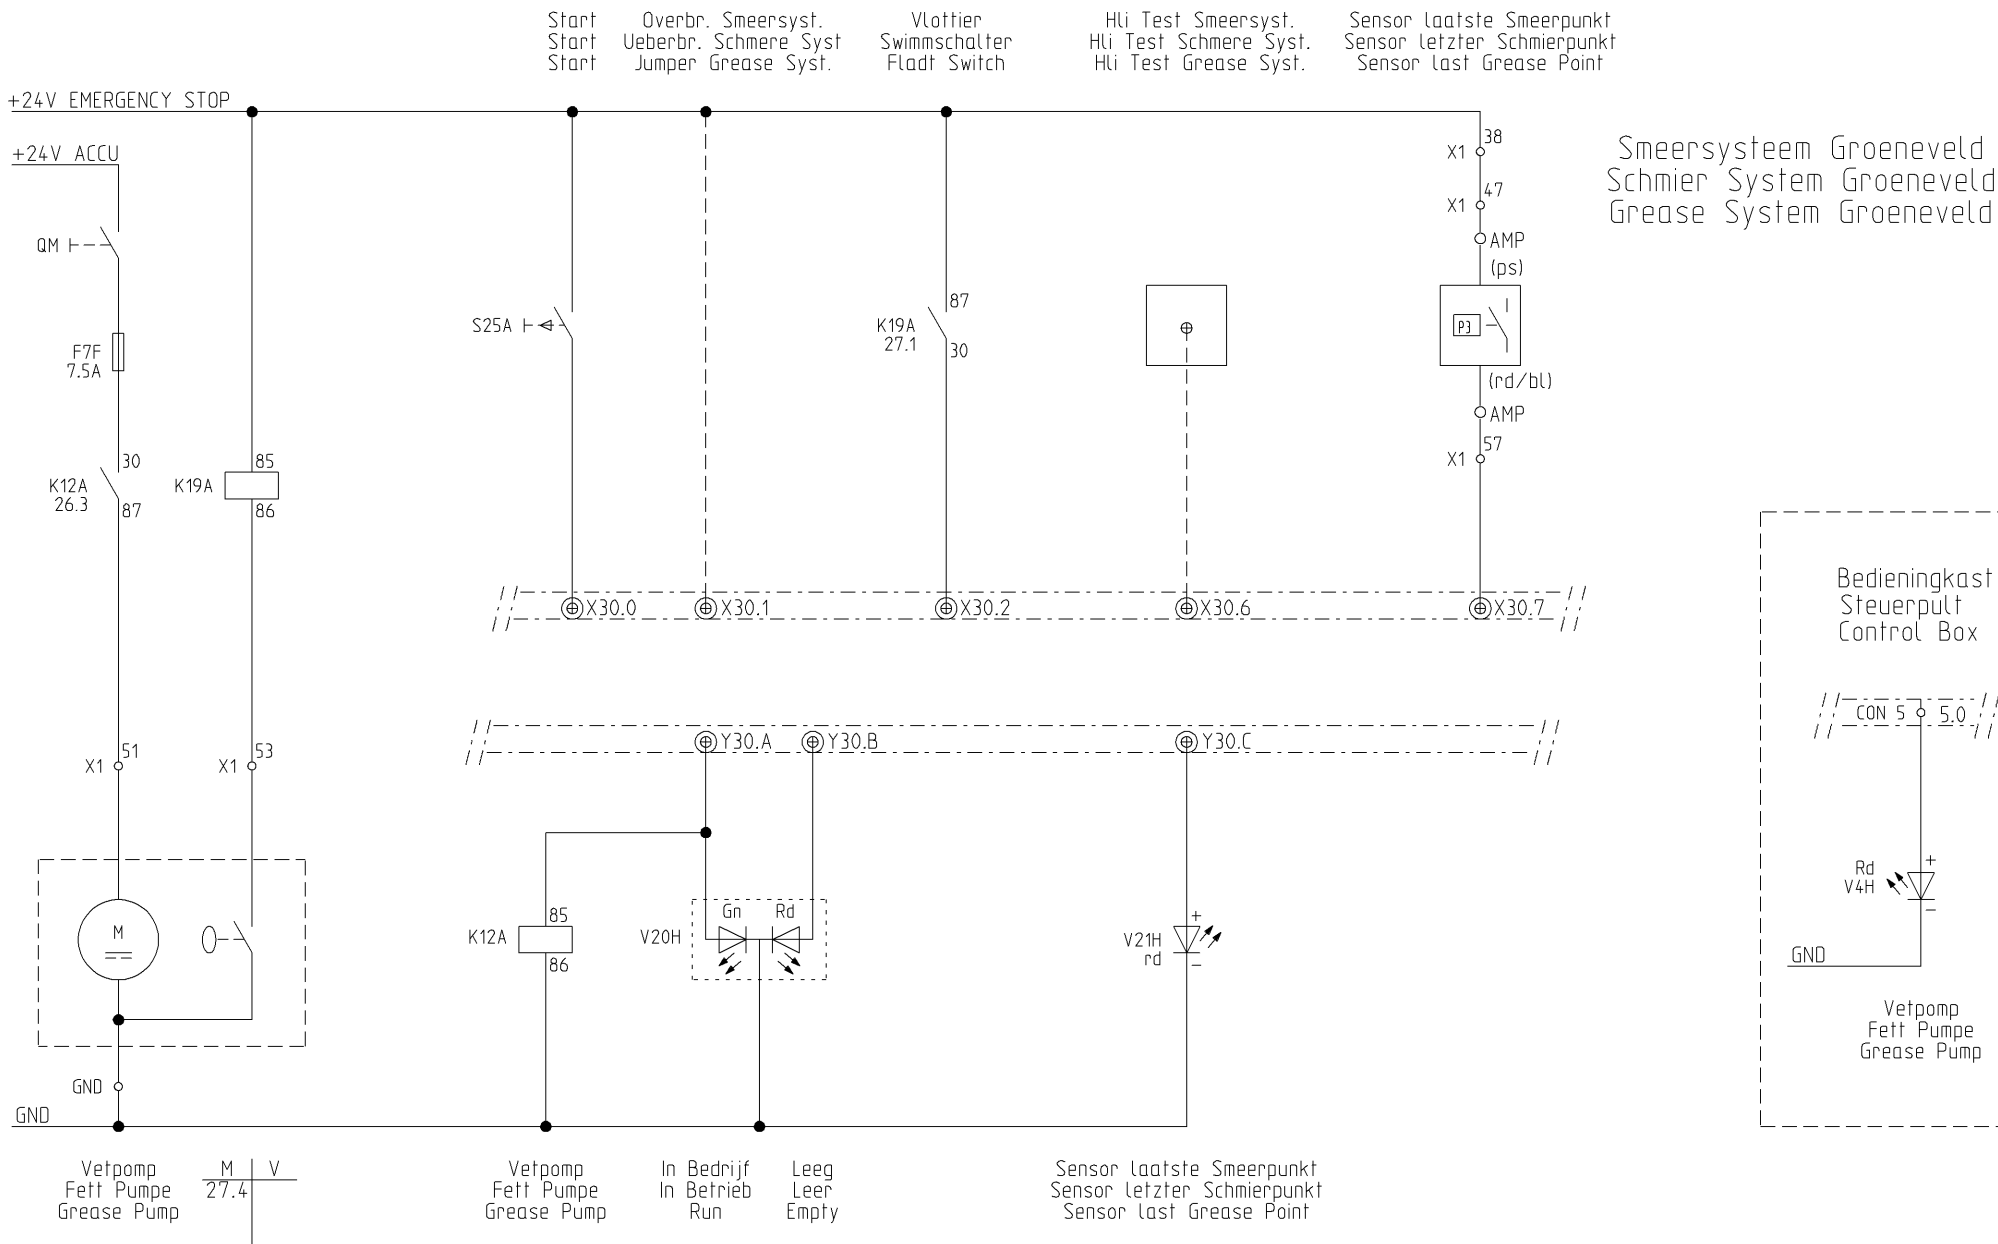 Start
Start
Start
Overbr. Smeersyst.
Ueberbr. Schmere Syst
Jumper Grease Syst.
Vlottier
Swimmschalter
Fladt Switch
Hli Test Smeersyst.
Hli Test Schmere Syst.
Hli Test Grease Syst.
Sensor laatste Smeerpunkt
Sensor letzter Schmierpunkt
Sensor last Grease Point
+24V EMERGENCY STOP
+24V ACCU
Smeersysteem Groeneveld
Schmier System Groeneveld
Grease System Groeneveld
X1 38
X1 47
AMP
(ps)
QM
S25A
K19A
27.1
87
30
P3
F7F
7.5A
(rd/bl)
AMP
X1 57
K12A
26.3
30
87
K19A
85
86
X30.0
X30.1
X30.2
X30.6
X30.7
Bedieningkast
Steuerpult
Control Box
CON 5 5.0
Y30.A
Y30.B
Y30.C
X1 51
X1 53
M
K12A
85
86
V20H
Gn
Rd
V21H
rd
+
-
Rd
V4H
+
-
GND
Vetpomp
Fett Pumpe
Grease Pump
GND
GND
Vetpomp
Fett Pumpe
Grease Pump
M V
27.4
Vetpomp
Fett Pumpe
Grease Pump
In Bedrijf
In Betrieb
Run
Leeg
Leer
Empty
Sensor laatste Smeerpunkt
Sensor letzter Schmierpunkt
Sensor last Grease Point